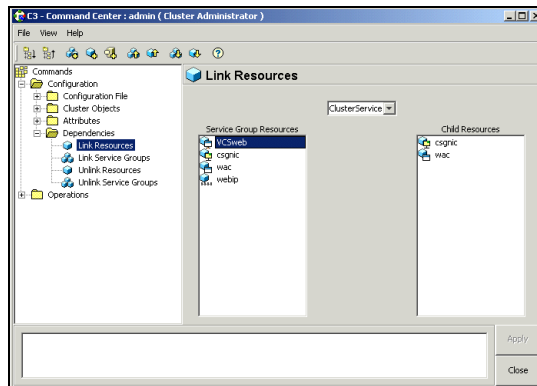 C3 - Command Center : admin ( Cluster Administrator )
File View Help
Commands
Configuration
Configuration File
Cluster Objects
Attributes
Dependencies
Link Resources
Link Service Groups
Unlink Resources
Unlink Service Groups
Operations
Link Resources
ClusterService
Service Group Resources
VCSweb
csgnic
wac
webip
Child Resources
csgnic
wac
Apply
Close